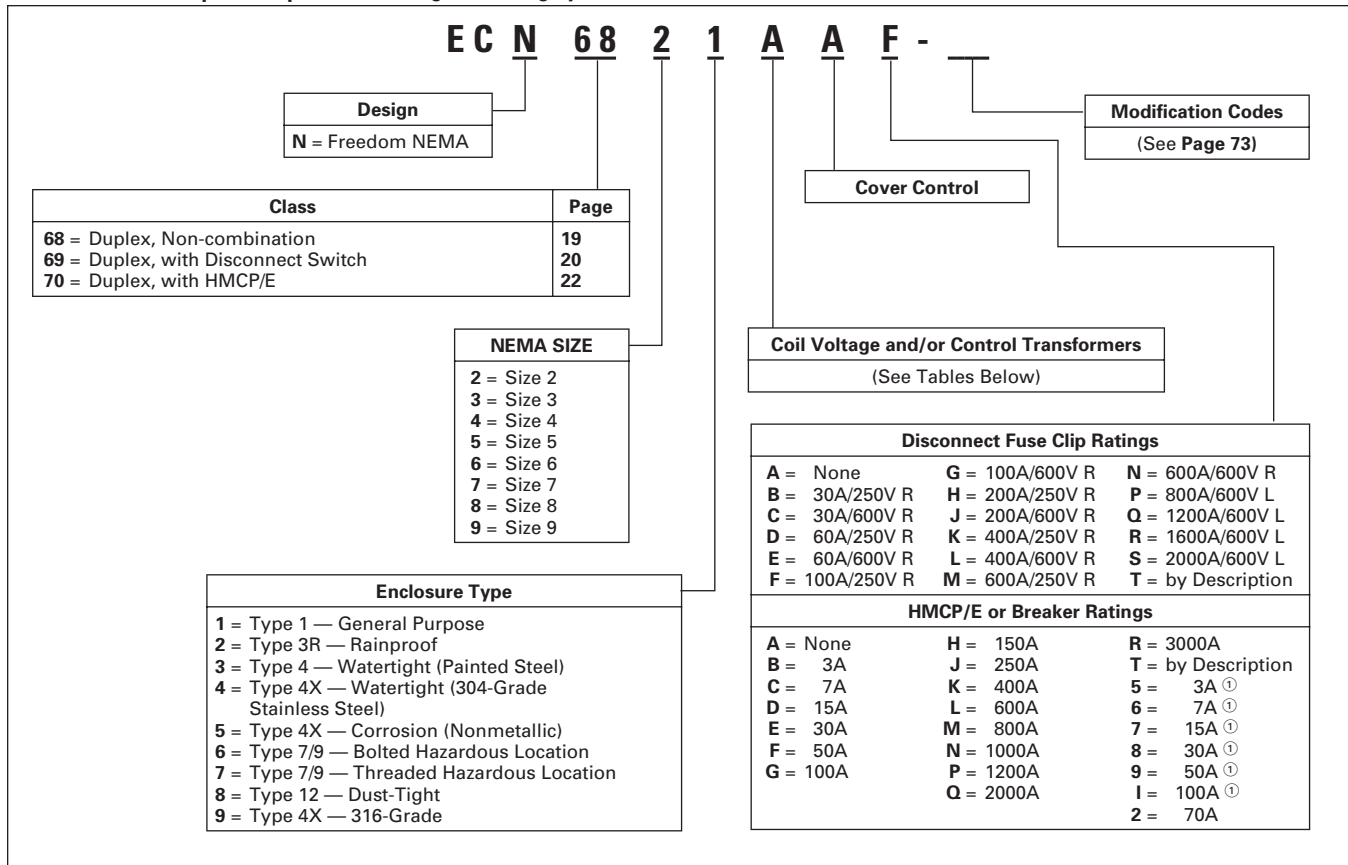 E C N 68 2 1 A A F - __
Design
N = Freedom NEMA
Modification Codes
(See Page 73)
Cover Control
Class Page
68 = Duplex, Non-combination 19
69 = Duplex, with Disconnect Switch 20
70 = Duplex, with HMCP/E 22
NEMA SIZE
2 = Size 2
3 = Size 3
4 = Size 4
5 = Size 5
6 = Size 6
7 = Size 7
8 = Size 8
9 = Size 9
Coil Voltage and/or Control Transformers
(See Tables Below)
Enclosure Type
1 = Type 1 — General Purpose
2 = Type 3R — Rainproof
3 = Type 4 — Watertight (Painted Steel)
4 = Type 4X — Watertight (304-Grade
Stainless Steel)
5 = Type 4X — Corrosion (Nonmetallic)
6 = Type 7/9 — Bolted Hazardous Location
7 = Type 7/9 — Threaded Hazardous Location
8 = Type 12 — Dust-Tight
9 = Type 4X — 316-Grade
Disconnect Fuse Clip Ratings
A = None G = 100A/600V R N = 600A/600V R
B = 30A/250V R H = 200A/250V R P = 800A/600V L
C = 30A/600V R J = 200A/600V R Q = 1200A/600V L
D = 60A/250V R K = 400A/250V R R = 1600A/600V L
E = 60A/600V R L = 400A/600V R S = 2000A/600V L
F = 100A/250V R M = 600A/250V R T = by Description
HMCP/E or Breaker Ratings
A = None H = 150A R = 3000A
B = 3A J = 250A T = by Description
C = 7A K = 400A 5 = 3A ①
D = 15A L = 600A 6 = 7A ①
E = 30A M = 800A 7 = 15A ①
F = 50A N = 1000A 8 = 30A ①
G = 100A P = 1200A 9 = 50A ①
Q = 2000A I = 100A ①
2 = 70A